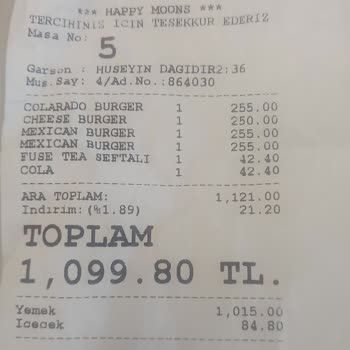 *** HAPPY MOONS ***
TERCIHINIZ ICIN TESEKKUR EDERIZ
Masa No: 5
Garson : HUSEYIN DAGIDIR2:36
Mus.Say: 4/Ad.No.:864030
COLARADO BURGER 1 255.00
CHEESE BURGER 1 250.00
MEXICAN BURGER 1 255.00
MEXICAN BURGER 1 255.00
FUSE TEA SEFTALI 1 42.40
COLA 1 42.40
ARA TOPLAM: 1,121.00
Indirim:(%1.89) 21.20
TOPLAM
1,099.80 TL.
Yemek 1,015.00
Icecek 84.80